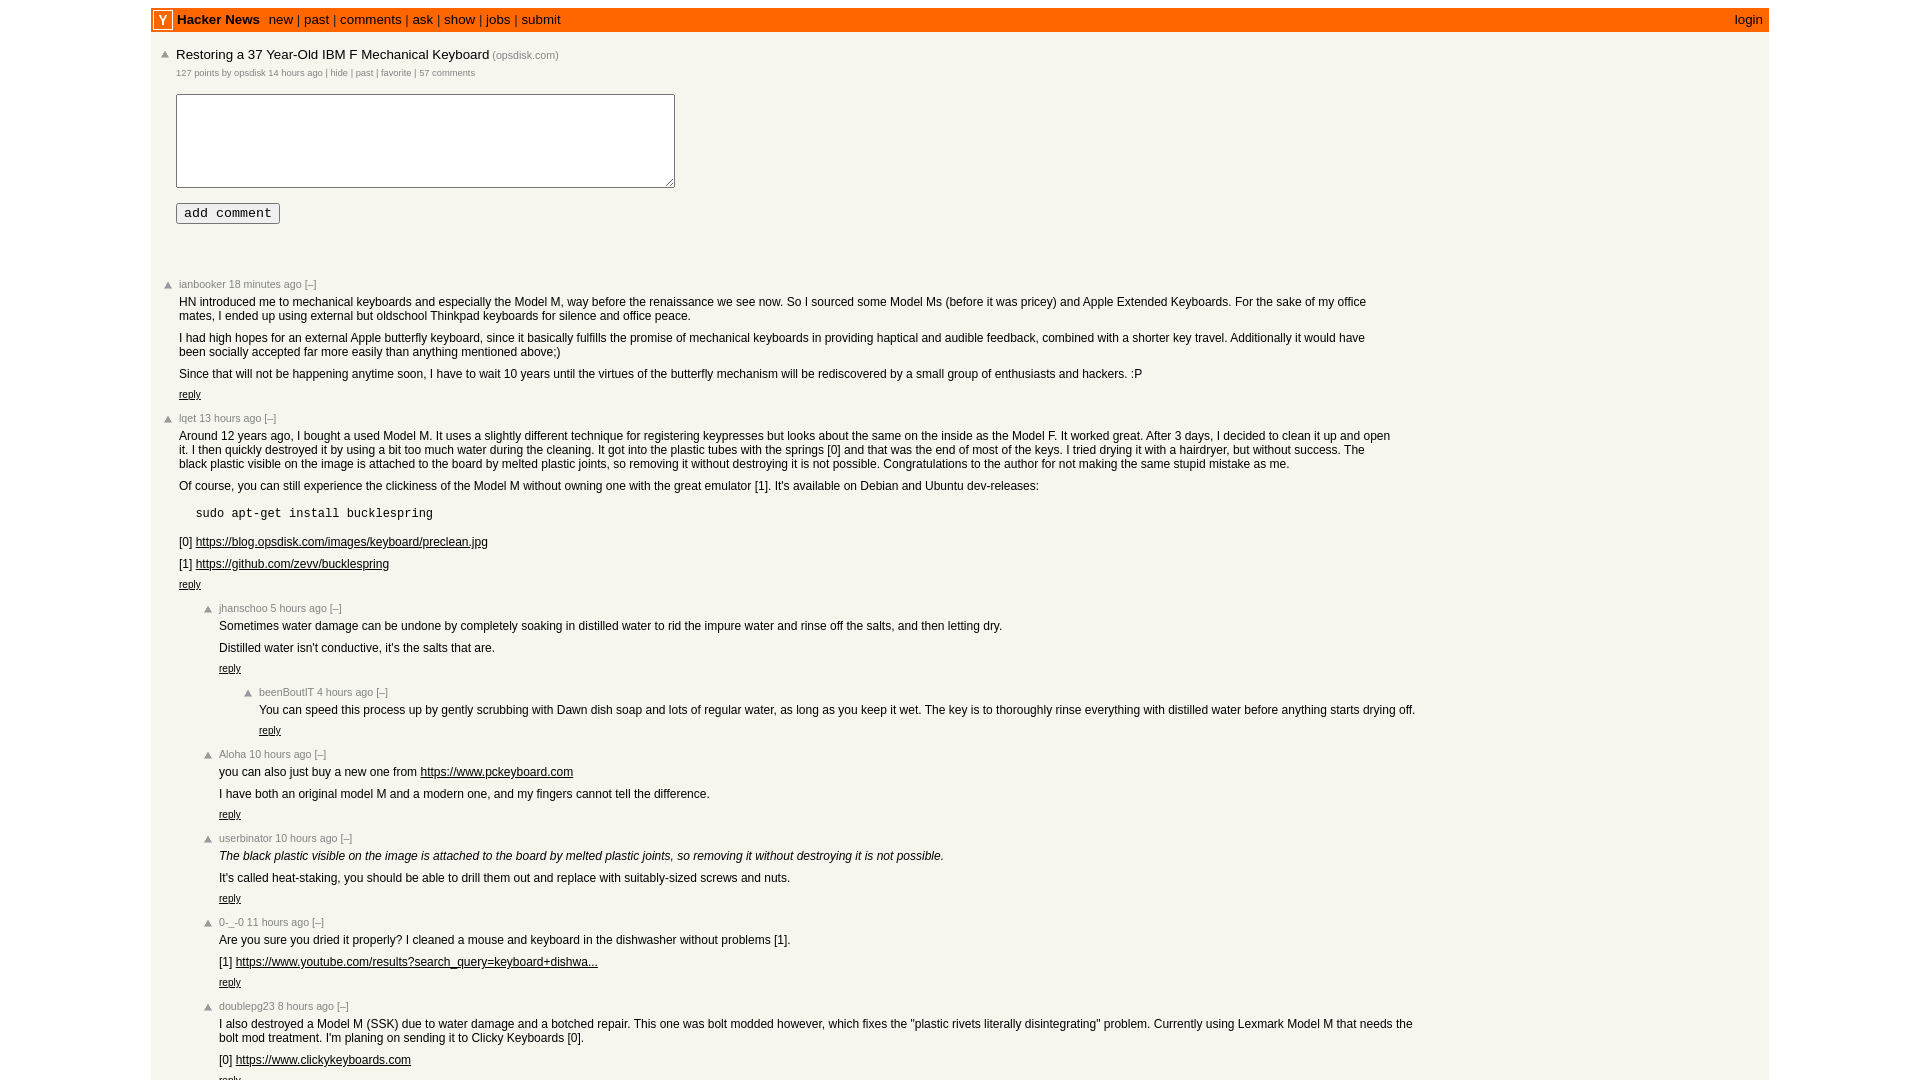 Y Hacker News new | past | comments | ask | show | jobs | submit login
Restoring a 37 Year-Old IBM F Mechanical Keyboard (opsdisk.com)
127 points by opsdisk 14 hours ago | hide | past | favorite | 57 comments
add comment
ianbooker 18 minutes ago [–]
HN introduced me to mechanical keyboards and especially the Model M, way before the renaissance we see now. So I sourced some Model Ms (before it was pricey) and Apple Extended Keyboards. For the sake of my office
mates, I ended up using external but oldschool Thinkpad keyboards for silence and office peace.
I had high hopes for an external Apple butterfly keyboard, since it basically fulfills the promise of mechanical keyboards in providing haptical and audible feedback, combined with a shorter key travel. Additionally it would have
been socially accepted far more easily than anything mentioned above;)
Since that will not be happening anytime soon, I have to wait 10 years until the virtues of the butterfly mechanism will be rediscovered by a small group of enthusiasts and hackers. :P
reply
lqet 13 hours ago [–]
Around 12 years ago, I bought a used Model M. It uses a slightly different technique for registering keypresses but looks about the same on the inside as the Model F. It worked great. After 3 days, I decided to clean it up and open
it. I then quickly destroyed it by using a bit too much water during the cleaning. It got into the plastic tubes with the springs [0] and that was the end of most of the keys. I tried drying it with a hairdryer, but without success. The
black plastic visible on the image is attached to the board by melted plastic joints, so removing it without destroying it is not possible. Congratulations to the author for not making the same stupid mistake as me.
Of course, you can still experience the clickiness of the Model M without owning one with the great emulator [1]. It's available on Debian and Ubuntu dev-releases:
sudo apt-get install bucklespring
[0] https://blog.opsdisk.com/images/keyboard/preclean.jpg
[1] https://github.com/zevv/bucklespring
reply
jhanschoo 5 hours ago [–]
Sometimes water damage can be undone by completely soaking in distilled water to rid the impure water and rinse off the salts, and then letting dry.
Distilled water isn't conductive, it's the salts that are.
reply
beenBoutIT 4 hours ago [–]
You can speed this process up by gently scrubbing with Dawn dish soap and lots of regular water, as long as you keep it wet. The key is to thoroughly rinse everything with distilled water before anything starts drying off.
reply
Aloha 10 hours ago [–]
you can also just buy a new one from https://www.pckeyboard.com
I have both an original model M and a modern one, and my fingers cannot tell the difference.
reply
userbinator 10 hours ago [–]
The black plastic visible on the image is attached to the board by melted plastic joints, so removing it without destroying it is not possible.
It's called heat-staking, you should be able to drill them out and replace with suitably-sized screws and nuts.
reply
0-_-0 11 hours ago [–]
Are you sure you dried it properly? I cleaned a mouse and keyboard in the dishwasher without problems [1].
[1] https://www.youtube.com/results?search_query=keyboard+dishwa...
reply
doublepg23 8 hours ago [–]
I also destroyed a Model M (SSK) due to water damage and a botched repair. This one was bolt modded however, which fixes the "plastic rivets literally disintegrating" problem. Currently using Lexmark Model M that needs the
bolt mod treatment. I'm planing on sending it to Clicky Keyboards [0].
[0] https://www.clickykeyboards.com
reply